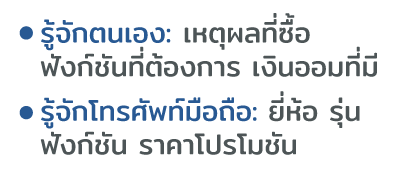 • รู้จักตนเอง: เหตุผลที่ซื้อ
ฟังก์ชันที่ต้องการ เงินออมที่มี
• รู้จักโทรศัพท์มือถือ: ยี่ห้อ รุ่น
ฟังก์ชัน ราคาโปรโมชัน